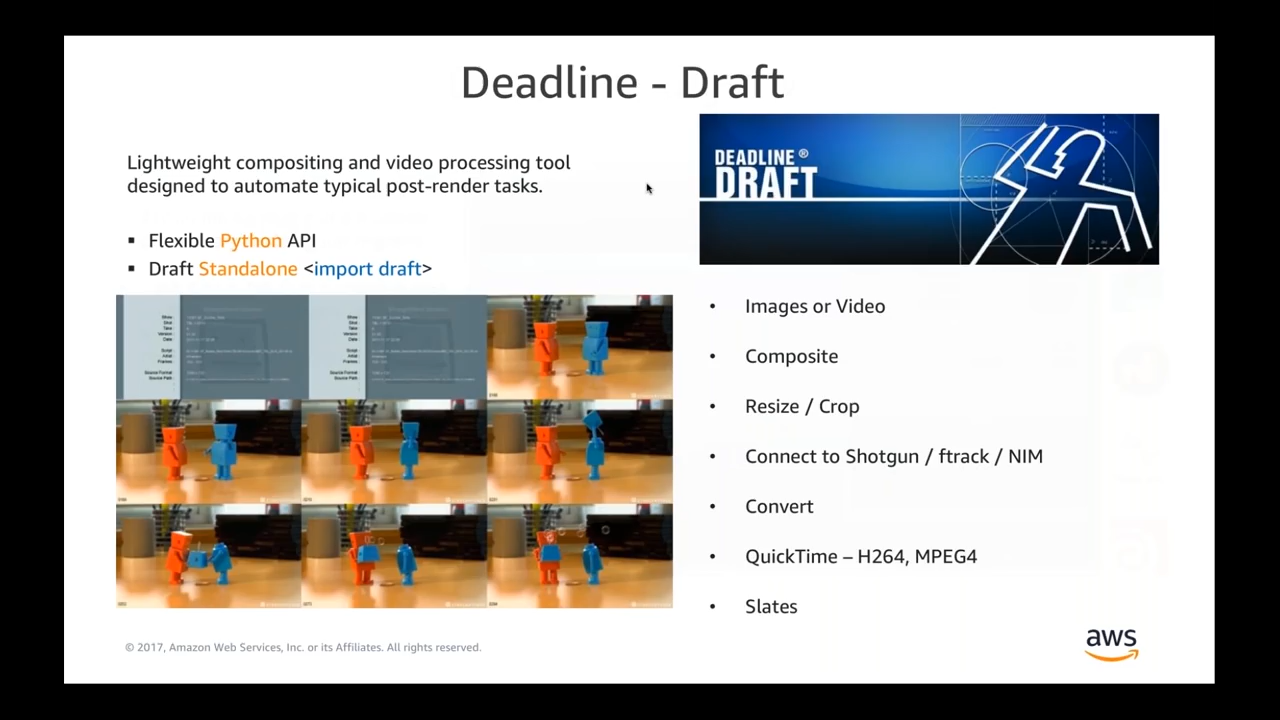 Deadline - Draft
Lightweight compositing and video processing tool
designed to automate typical post-render tasks.
▪ Flexible Python API
▪ Draft Standalone <import draft>
DEADLINE®
DRAFT
• Images or Video
• Composite
• Resize / Crop
• Connect to Shotgun / ftrack / NIM
• Convert
• QuickTime – H264, MPEG4
• Slates
© 2017, Amazon Web Services, Inc. or its Affiliates. All rights reserved.
aws